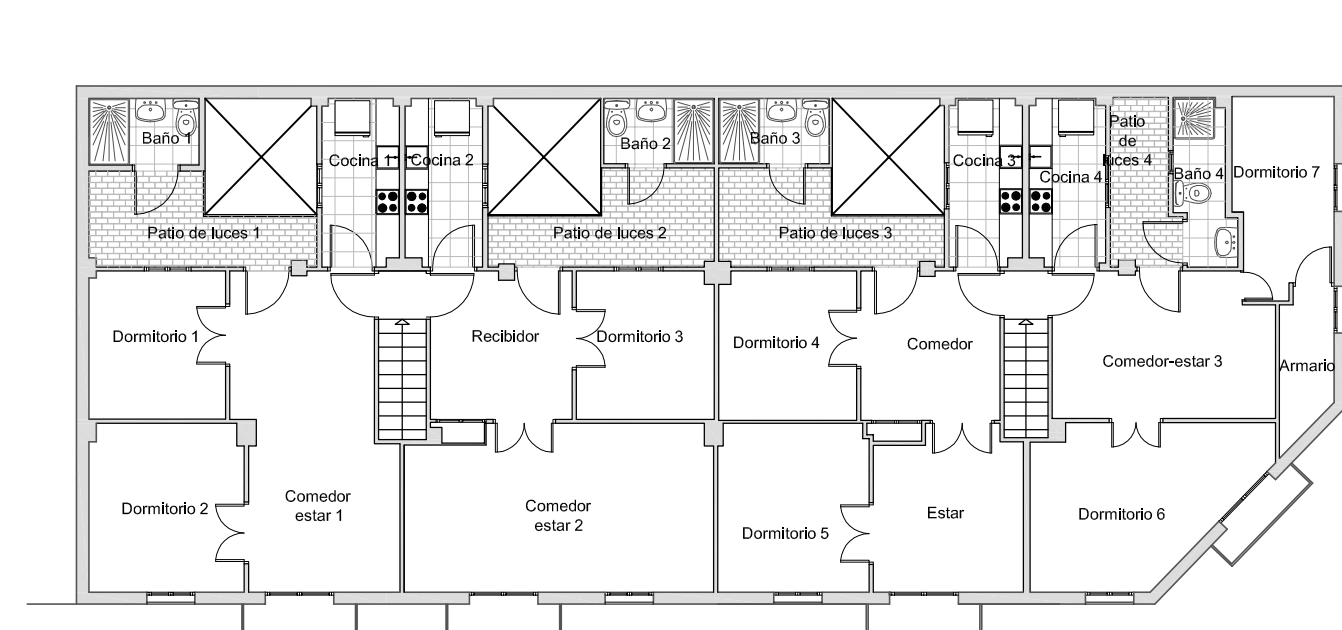 Baño 1
Cocina 1
Cocina 2
Baño 2
Baño 3
Cocina 3
Cocina 4
Patio
de
luces 4
Baño 4
Dormitorio 7
Patio de luces 1
Patio de luces 2
Patio de luces 3
Dormitorio 1
Recibidor
Dormitorio 3
Dormitorio 4
Comedor
Comedor-estar 3
Armario
Dormitorio 2
Comedor
estar 1
Comedor
estar 2
Dormitorio 5
Estar
Dormitorio 6